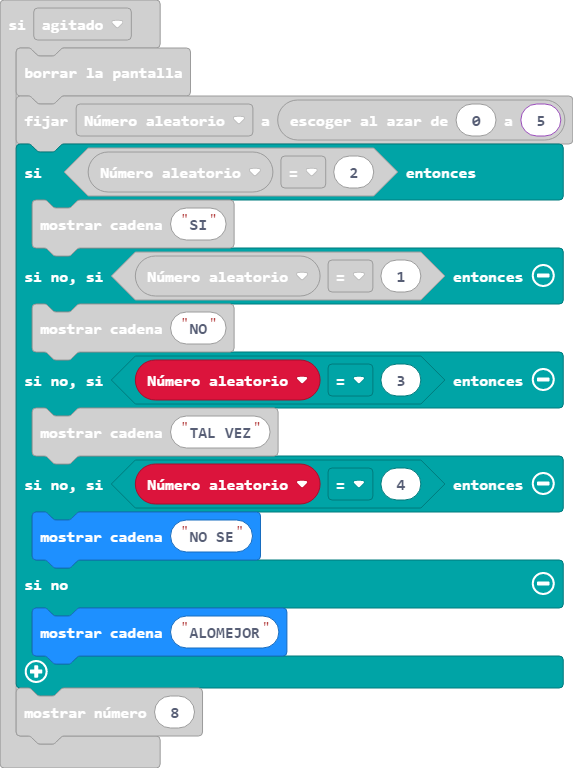 si agitado
borrar la pantalla
fijar Número aleatorio a escoger al azar de 0 a 5
si Número aleatorio = 2 entonces
mostrar cadena "SI"
si no, si Número aleatorio = 1 entonces
mostrar cadena "NO"
si no, si Número aleatorio = 3 entonces
mostrar cadena "TAL VEZ"
si no, si Número aleatorio = 4 entonces
mostrar cadena "NO SE"
si no
mostrar cadena "ALOMEJOR"
mostrar número 8